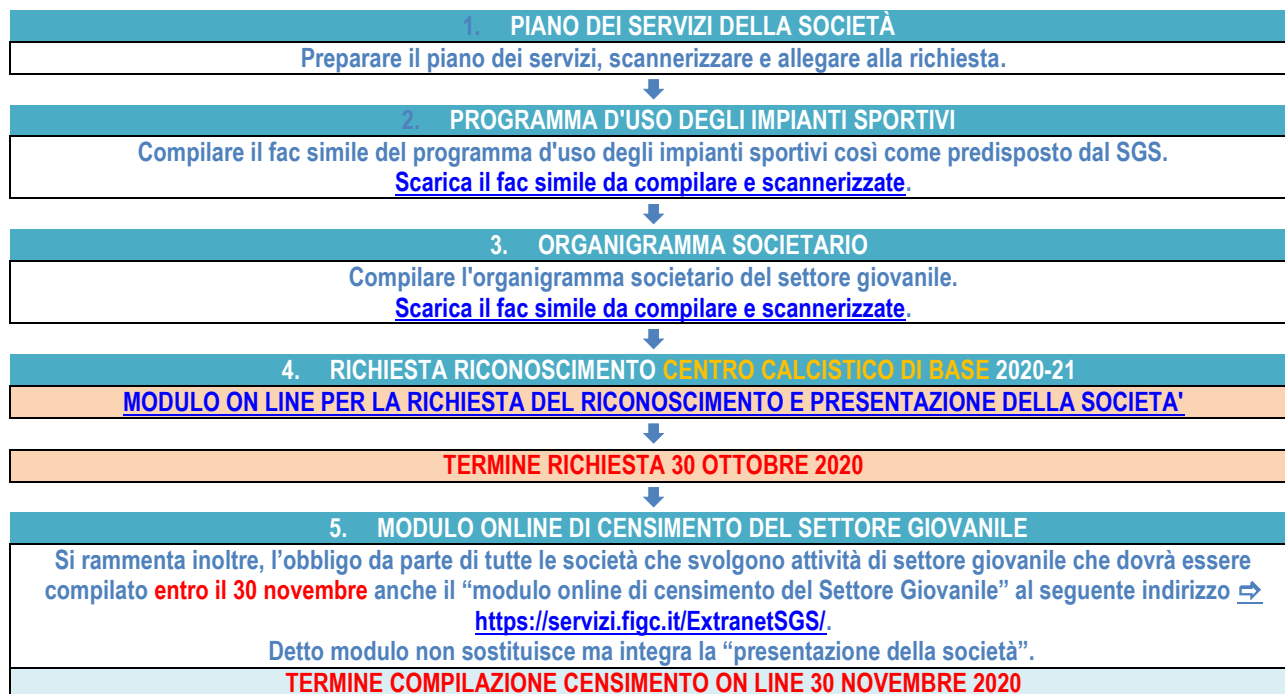 1. PIANO DEI SERVIZI DELLA SOCIETÀ
Preparare il piano dei servizi, scannerizzare e allegare alla richiesta.
2. PROGRAMMA D'USO DEGLI IMPIANTI SPORTIVI
Compilare il fac simile del programma d'uso degli impianti sportivi così come predisposto dal SGS.
Scarica il fac simile da compilare e scannerizzate.
3. ORGANIGRAMMA SOCIETARIO
Compilare l'organigramma societario del settore giovanile.
Scarica il fac simile da compilare e scannerizzate.
4. RICHIESTA RICONOSCIMENTO CENTRO CALCISTICO DI BASE 2020-21
MODULO ON LINE PER LA RICHIESTA DEL RICONOSCIMENTO E PRESENTAZIONE DELLA SOCIETA'
TERMINE RICHIESTA 30 OTTOBRE 2020
5. MODULO ONLINE DI CENSIMENTO DEL SETTORE GIOVANILE
Si rammenta inoltre, l’obbligo da parte di tutte le società che svolgono attività di settore giovanile che dovrà essere
compilato entro il 30 novembre anche il “modulo online di censimento del Settore Giovanile” al seguente indirizzo ⇨
https://servizi.figc.it/ExtranetSGS/.
Detto modulo non sostituisce ma integra la “presentazione della società”.
TERMINE COMPILAZIONE CENSIMENTO ON LINE 30 NOVEMBRE 2020